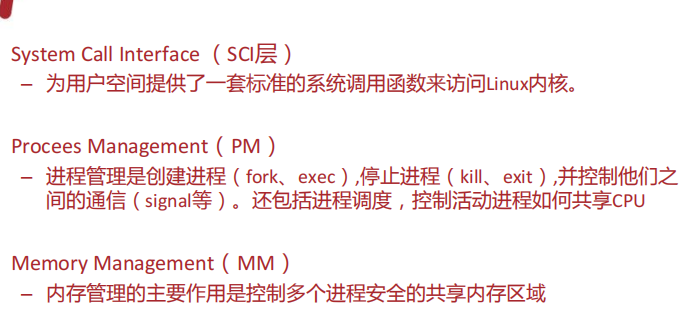 System Call Interface（SCI层）
– 为用户空间提供了一套标准的系统调用函数来访问Linux内核。
Procees Management（PM）
– 进程管理是创建进程（fork、exec）,停止进程（kill、exit）,并控制他们之
间的通信（signal等）。还包括进程调度，控制活动进程如何共享CPU
Memory Management（MM）
– 内存管理的主要作用是控制多个进程安全的共享内存区域